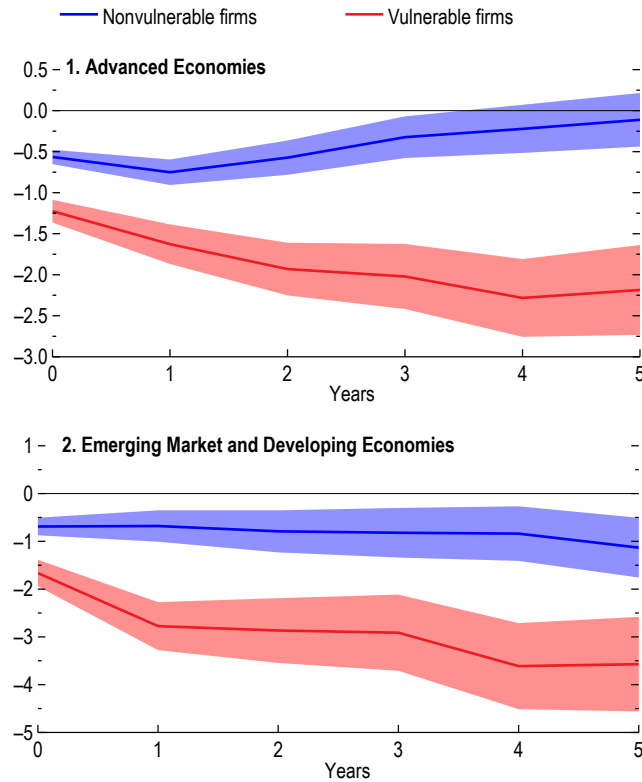 Nonvulnerable firms
Vulnerable firms
1. Advanced Economies
0.5
0.0
–0.5
–1.0
–1.5
–2.0
–2.5
–3.0
0 1 2 3 4 5
Years
2. Emerging Market and Developing Economies
1
0
–1
–2
–3
–4
–5
0 1 2 3 4 5
Years